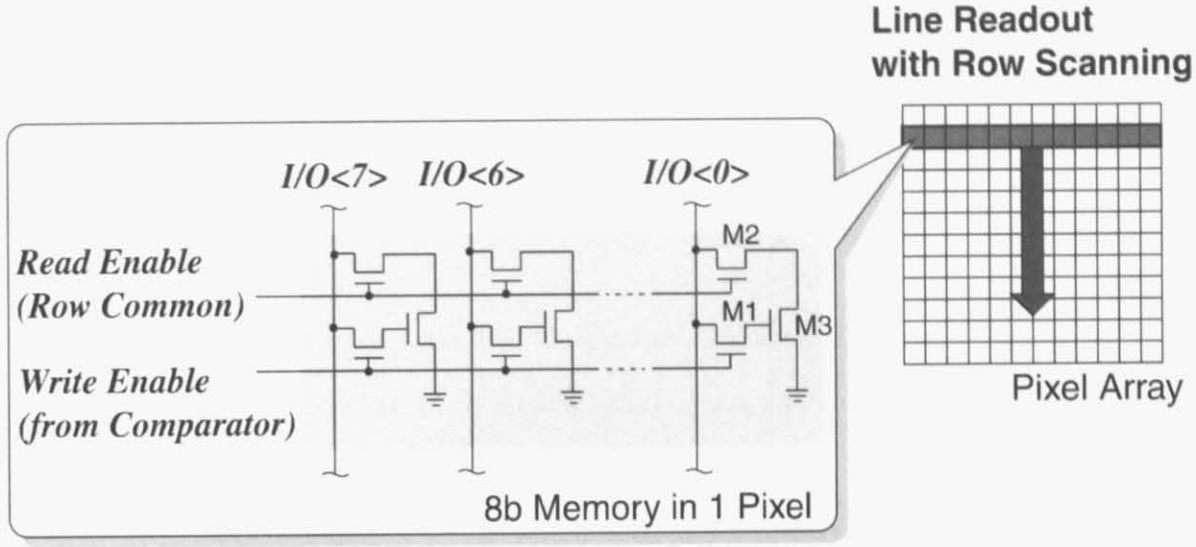 Line Readout
with Row Scanning
I/O<7> I/O<6> I/O<0>
M2
Read Enable
(Row Common)
M1
M3
Write Enable
(from Comparator)
Pixel Array
8b Memory in 1 Pixel